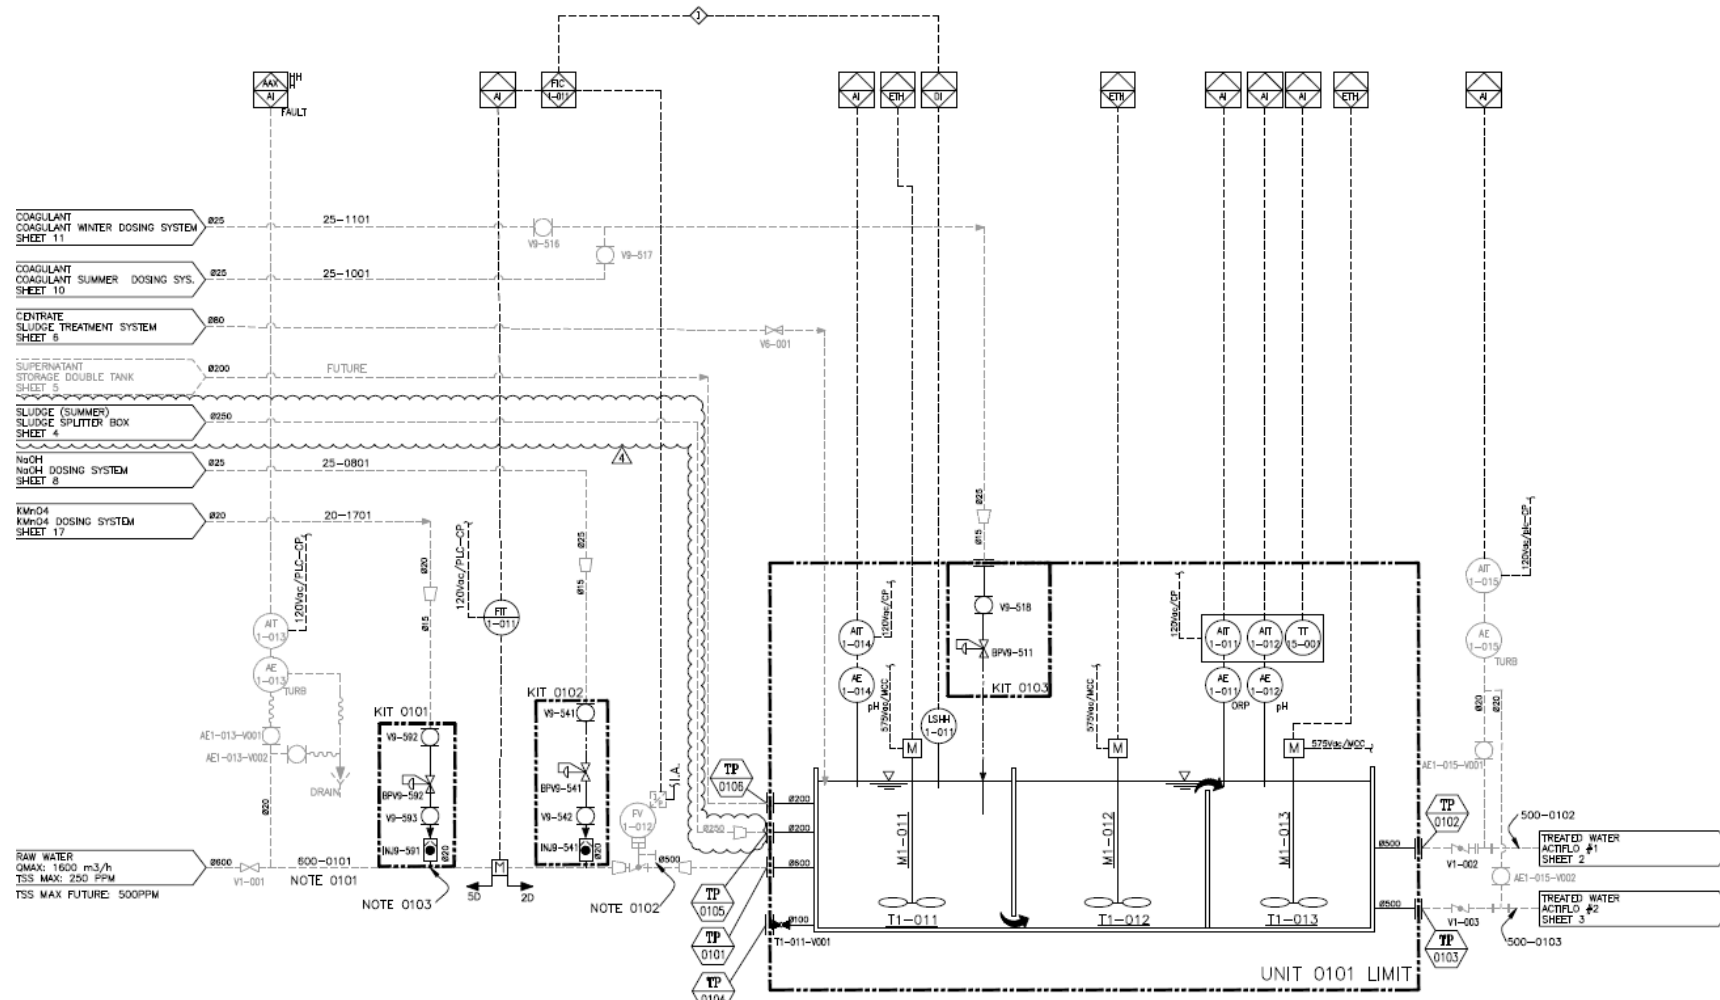 1
AAX
AI
HH
H
FAULT
AI
FIC
1-011
AI
ETH
DI
ETH
AI
AI
AI
ETH
AI
COAGULANT
COAGULANT WINTER DOSING SYSTEM
SHEET 11
Ø25
25-1101
V9-516
V9-517
COAGULANT
COAGULANT SUMMER DOSING SYS.
SHEET 10
Ø25
25-1001
CENTRATE
SLUDGE TREATMENT SYSTEM
SHEET 6
Ø80
V6-001
SUPERNATANT
STORAGE DOUBLE TANK
SHEET 5
Ø200
FUTURE
SLUDGE (SUMMER)
SLUDGE SPLITTER BOX
SHEET 4
Ø250
4
NaOH
NaOH DOSING SYSTEM
SHEET 8
Ø25
25-0801
KMnO4
KMnO4 DOSING SYSTEM
SHEET 17
Ø20
20-1701
120Vac/PLC-CP
Ø20
Ø15
120Vac/PLC-CP
Ø25
Ø15
Ø25
Ø15
120Vac/plc-CP
AIT
1-013
AE
1-013
TURB
FIT
1-011
AE1-013-V001
AE1-013-V002
DRAIN
Ø20
KIT 0101
V9-592
BPV9-592
V9-593
INJ9-591
Ø20
KIT 0102
V9-541
BPV9-541
V9-542
INJ9-541
Ø20
I.A.
FV
1-012
AIT
1-014
120Vac/CP
AE
1-014
pH
575Vac/MCC
M
LSHH
1-011
V9-518
BPV9-511
KIT 0103
575Vac/MCC
M
120Vac/CP
AIT
1-011
AIT
1-012
TT
15-001
AE
1-011
ORP
AE
1-012
pH
M
575Vac/MCC
AIT
1-015
AE
1-015
TURB
Ø20
Ø20
AE1-015-V001
TP
0106
Ø200
Ø250
Ø200
Ø600
Ø100
T1-011-V001
M1-011
M1-012
M1-013
T1-011
T1-012
T1-013
RAW WATER
QMAX: 1600 m3/h
TSS MAX: 250 PPM
TSS MAX FUTURE: 500PPM
Ø600
V1-001
600-0101
NOTE 0101
NOTE 0103
M
5D
2D
Ø500
NOTE 0102
TP
0105
TP
0101
TP
0104
Ø500
TP
0102
V1-002
500-0102
TREATED WATER
ACTIFLO #1
SHEET 2
AE1-015-V002
Ø500
TP
0103
V1-003
500-0103
TREATED WATER
ACTIFLO #2
SHEET 3
UNIT 0101 LIMIT